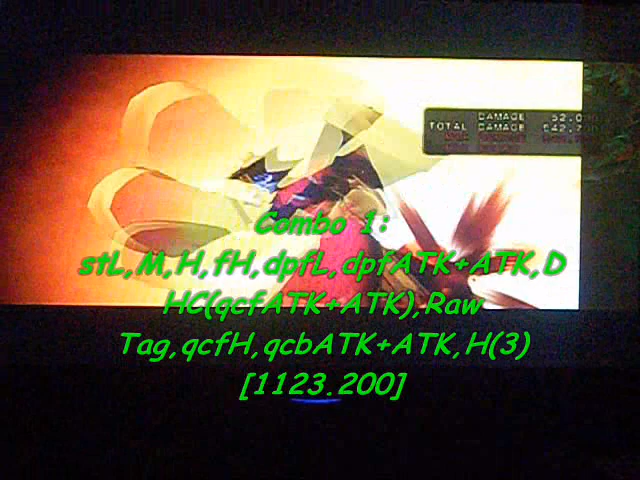 DAMAGE
TOTAL DAMAGE
Combo 1:
stL,M,H,fH,dpfL,dpfATK+ATK,D
HC(qcfATK+ATK),Raw
Tag,qcfH,qcbATK+ATK,H(3)
[1123.200]